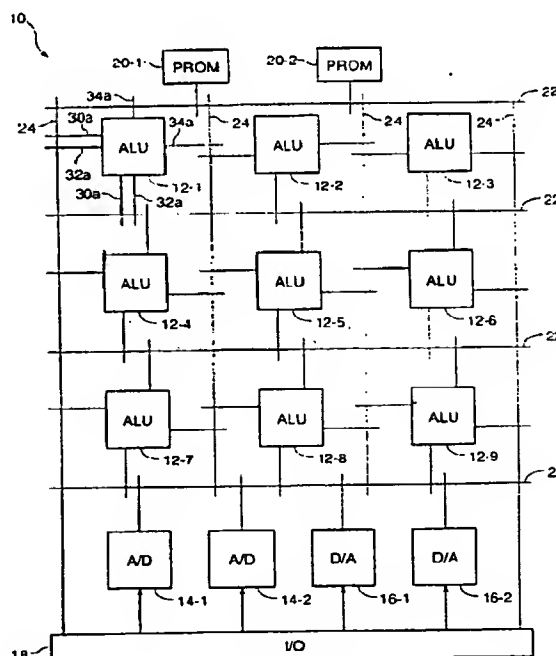 10
20-1
PROM
20-2
PROM
34a
22
24
30a
34a
24
24
24
32a
ALU
ALU
ALU
30a
32a
12-1
12-2
12-3
22
ALU
ALU
ALU
12-4
12-5
12-6
22
ALU
ALU
ALU
12-7
12-8
12-9
A/D
A/D
D/A
D/A
14-1
14-2
16-1
16-2
18
I/O